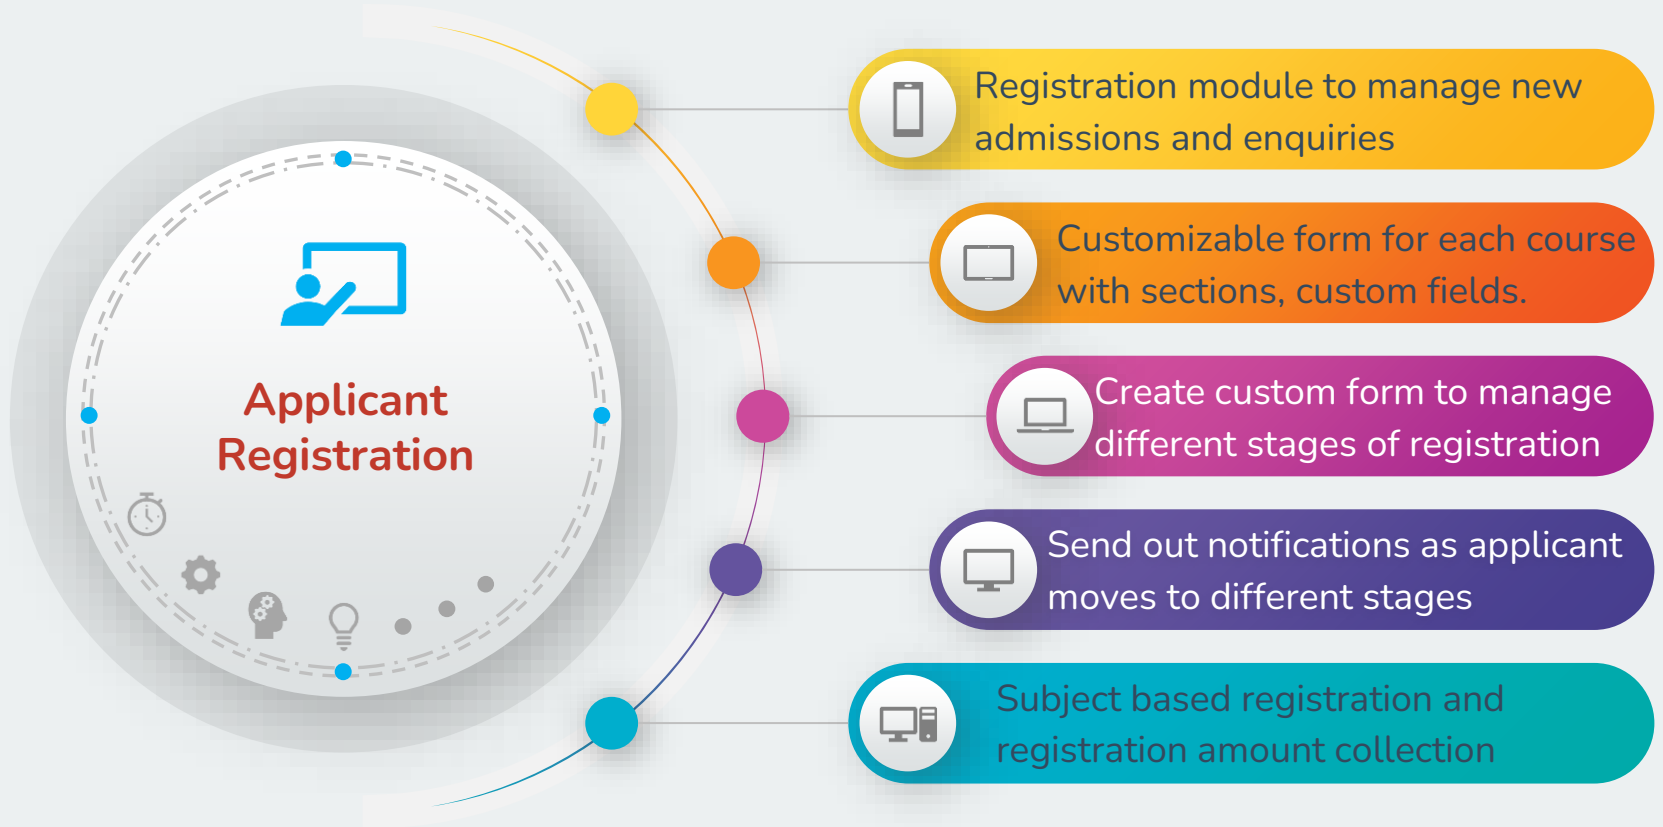 Applicant
Registration
Registration module to manage new
admissions and enquiries
Customizable form for each course
with sections, custom fields.
Create custom form to manage
different stages of registration
Send out notifications as applicant
moves to different stages
Subject based registration and
registration amount collection